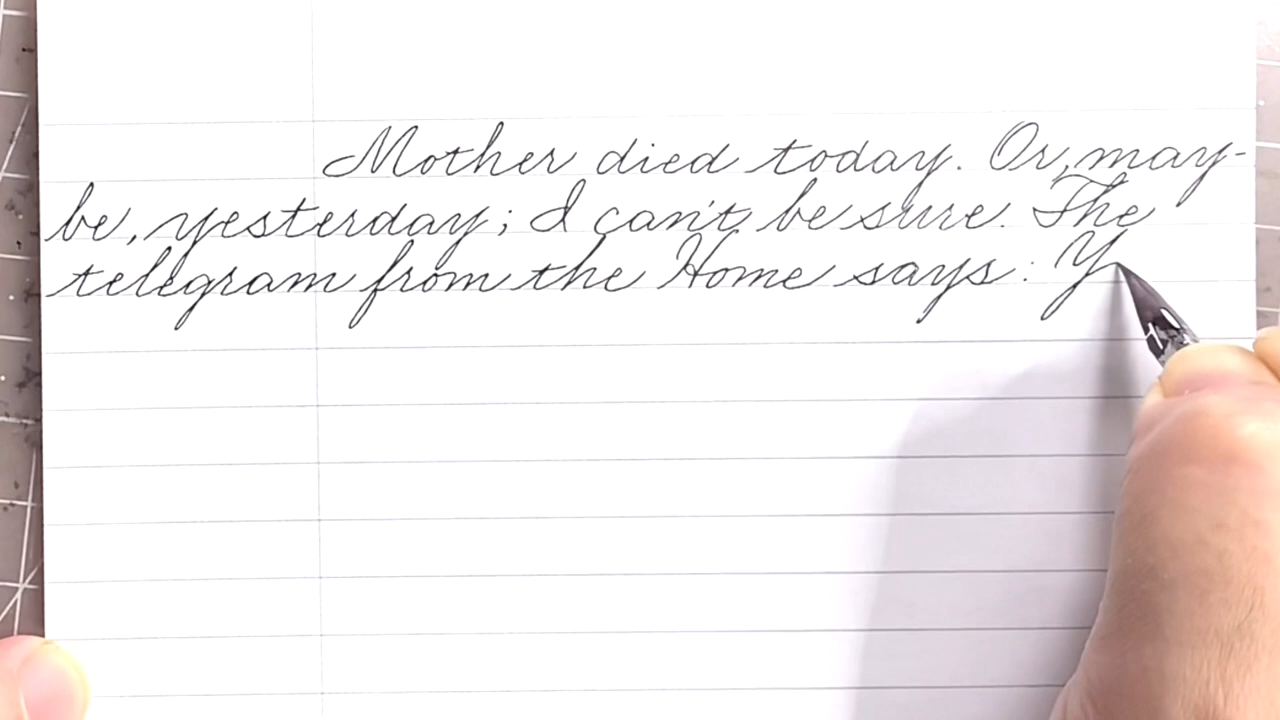 Mother died today. Or, may-
be, yesterday; I can't be sure. The
telegram from the Home says: Y